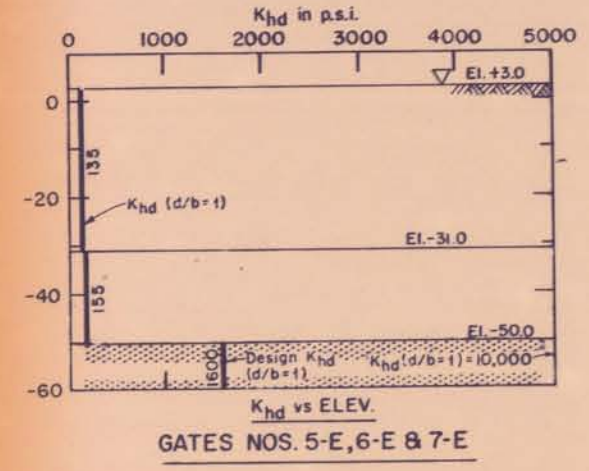 Khd in p.s.i.
0 1000 2000 3000 4000 5000
El. +3.0
0
135
-20
Khd (d/b=1)
El.-31.0
-40
155
El.-50.0
1600
Design Khd (d/b=1)
Khd (d/b=1)=10,000
-60
Khd vs ELEV.
GATES NOS. 5-E, 6-E & 7-E